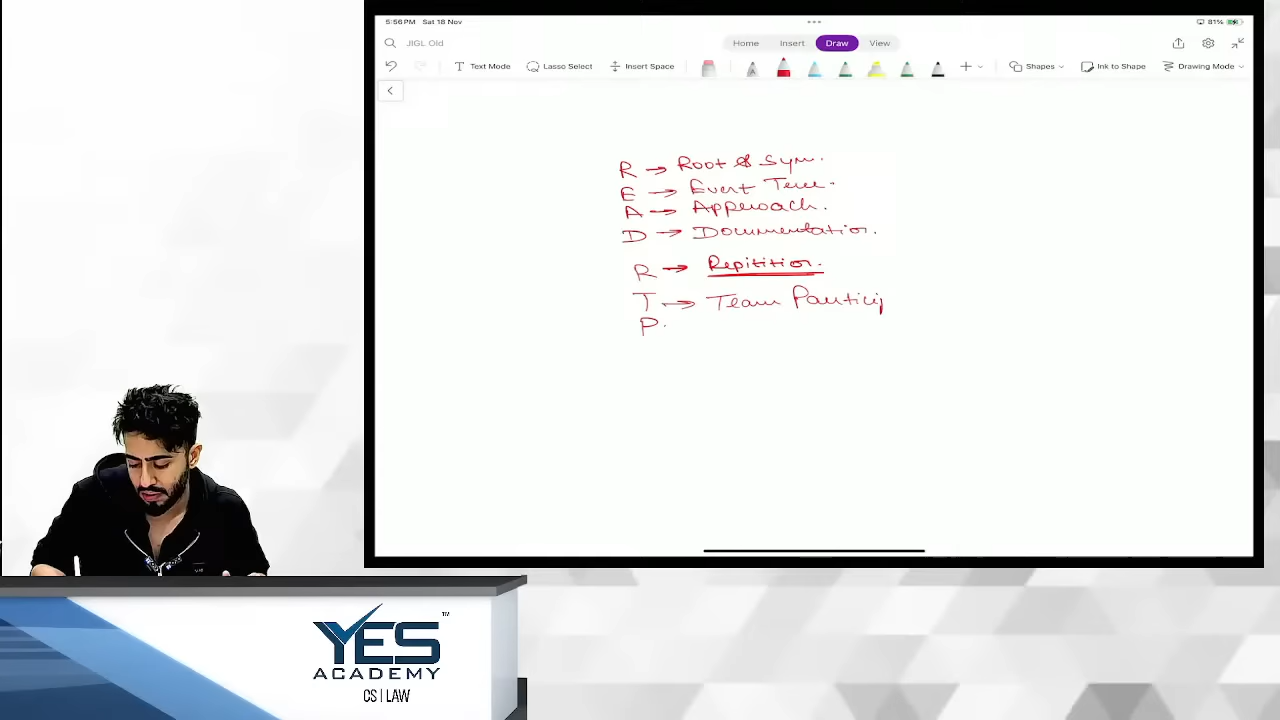 5:56 PM Sat 18 Nov
81%
JIGL Old
Home Insert Draw View
Text Mode Lasso Select Insert Space Shapes Ink to Shape Drawing Mode
R → Root & Sym.
E → Event
A → Approach.
D → Documentation.
R → Repitition.
T → Team Particip
P.
YES ™
ACADEMY
CS | LAW